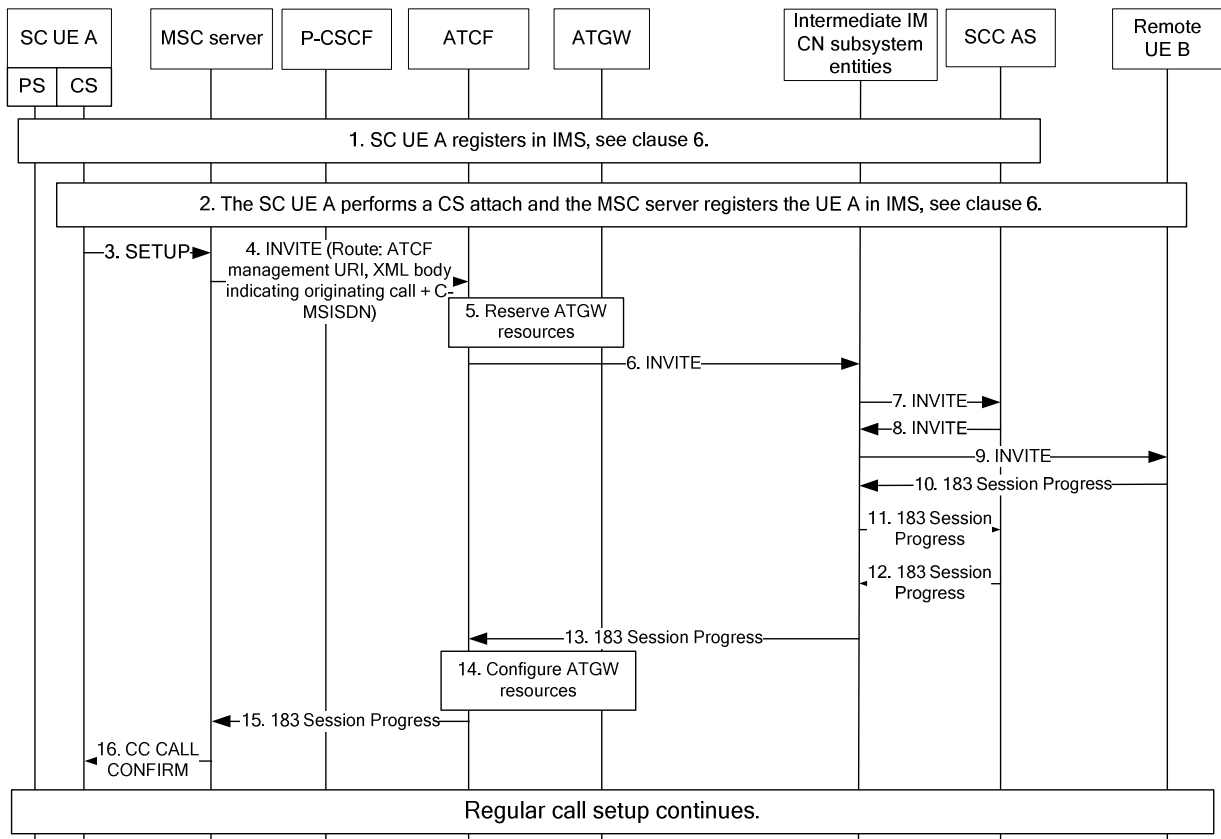 SC UE A
PS
CS
MSC server
P-CSCF
ATCF
ATGW
Intermediate IM
CN subsystem
entities
SCC AS
Remote
UE B
1. SC UE A registers in IMS, see clause 6.
2. The SC UE A performs a CS attach and the MSC server registers the UE A in IMS, see clause 6.
3. SETUP
4. INVITE (Route: ATCF
management URI, XML body
indicating originating call + C-
MSISDN)
5. Reserve ATGW
resources
6. INVITE
7. INVITE
8. INVITE
9. INVITE
10. 183 Session Progress
11. 183 Session
Progress
12. 183 Session
Progress
13. 183 Session Progress
14. Configure ATGW
resources
15. 183 Session Progress
16. CC CALL
CONFIRM
Regular call setup continues.